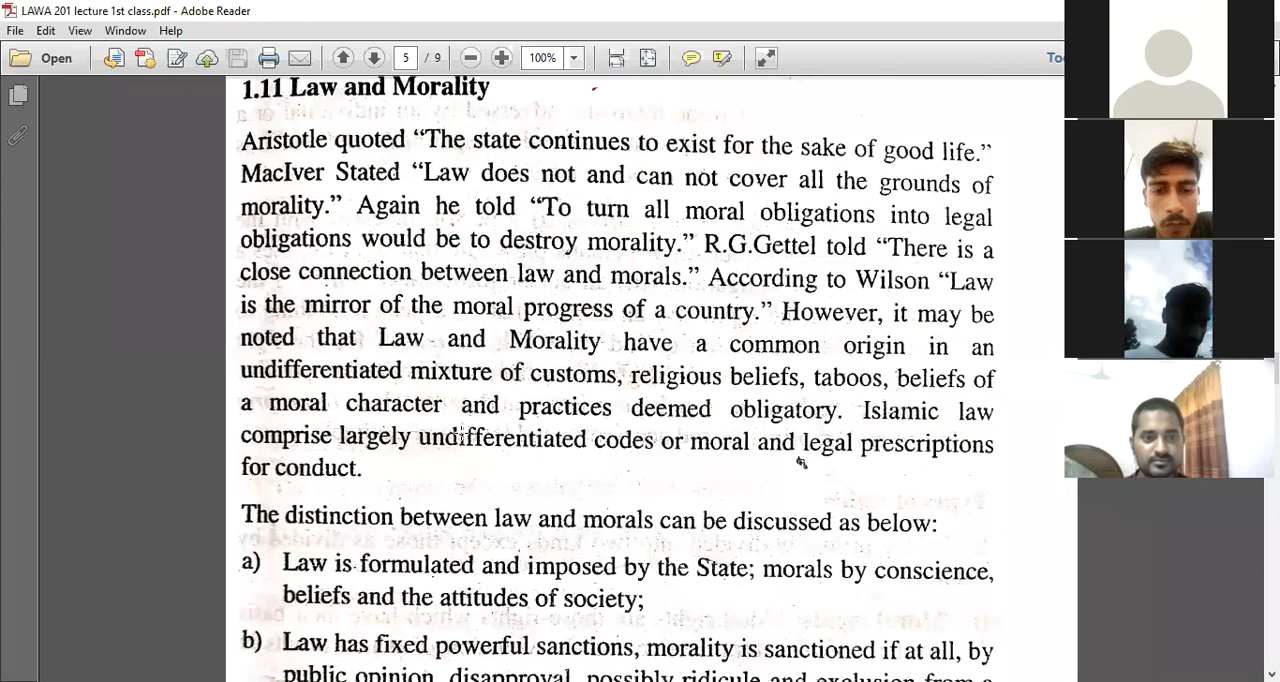 LAWA 201 lecture 1st class.pdf - Adobe Reader
File Edit View Window Help
Open 5 / 9 100%
1.11 Law and Morality
Aristotle quoted “The state continues to exist for the sake of good life.”
MacIver Stated “Law does not and can not cover all the grounds of
morality.” Again he told “To turn all moral obligations into legal
obligations would be to destroy morality.” R.G.Gettel told “There is a
close connection between law and morals.” According to Wilson “Law
is the mirror of the moral progress of a country.” However, it may be
noted that Law and Morality have a common origin in an
undifferentiated mixture of customs, religious beliefs, taboos, beliefs of
a moral character and practices deemed obligatory. Islamic law
comprise largely undifferentiated codes or moral and legal prescriptions
for conduct.
The distinction between law and morals can be discussed as below:
a) Law is formulated and imposed by the State; morals by conscience,
beliefs and the attitudes of society;
b) Law has fixed powerful sanctions, morality is sanctioned if at all, by
public opinion, disapproval, possibly ridicule and exclusion from a